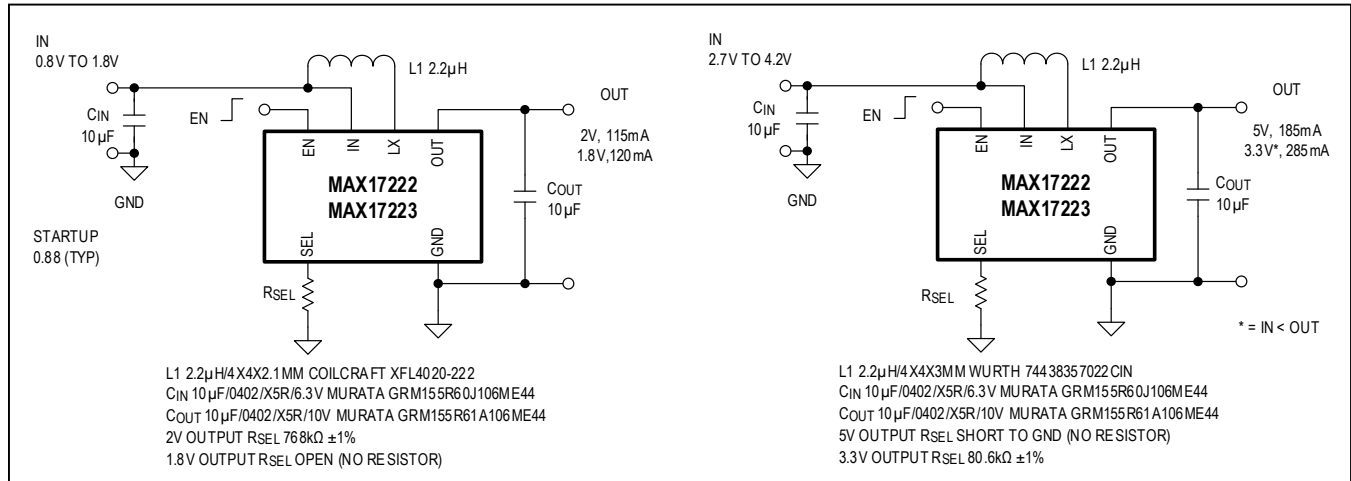 IN
0.8V TO 1.8V
L1 2.2µH
CIN
10µF
EN
OUT
2V, 115mA
1.8V,120mA
EN
IN
LX
OUT
MAX17222
MAX17223
COUT
10µF
GND
STARTUP
0.88 (TYP)
SEL
GND
RSEL
L1 2.2µH/4X4X2.1MM COILCRAFT XFL4020-222
CIN 10µF/0402/X5R/6.3V MURATA GRM155R60J106ME44
COUT 10µF/0402/X5R/10V MURATA GRM155R61A106ME44
2V OUTPUT RSEL 768kΩ ±1%
1.8V OUTPUT RSEL OPEN (NO RESISTOR)
IN
2.7V TO 4.2V
L1 2.2µH
CIN
10µF
EN
OUT
5V, 185mA
3.3V*, 285mA
EN
IN
LX
OUT
MAX17222
MAX17223
COUT
10µF
GND
SEL
GND
RSEL
* = IN < OUT
L1 2.2µH/4X4X3MM WURTH 74438357022CIN
CIN 10µF/0402/X5R/6.3V MURATA GRM155R60J106ME44
COUT 10µF/0402/X5R/10V MURATA GRM155R61A106ME44
5V OUTPUT RSEL SHORT TO GND (NO RESISTOR)
3.3V OUTPUT RSEL 80.6kΩ ±1%